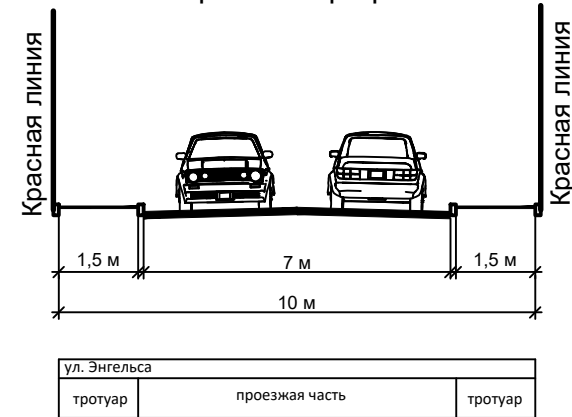 Красная линия
Красная линия
1,5 м
7 м
1,5 м
10 м
ул. Энгельса
тротуар
проезжая часть
тротуар